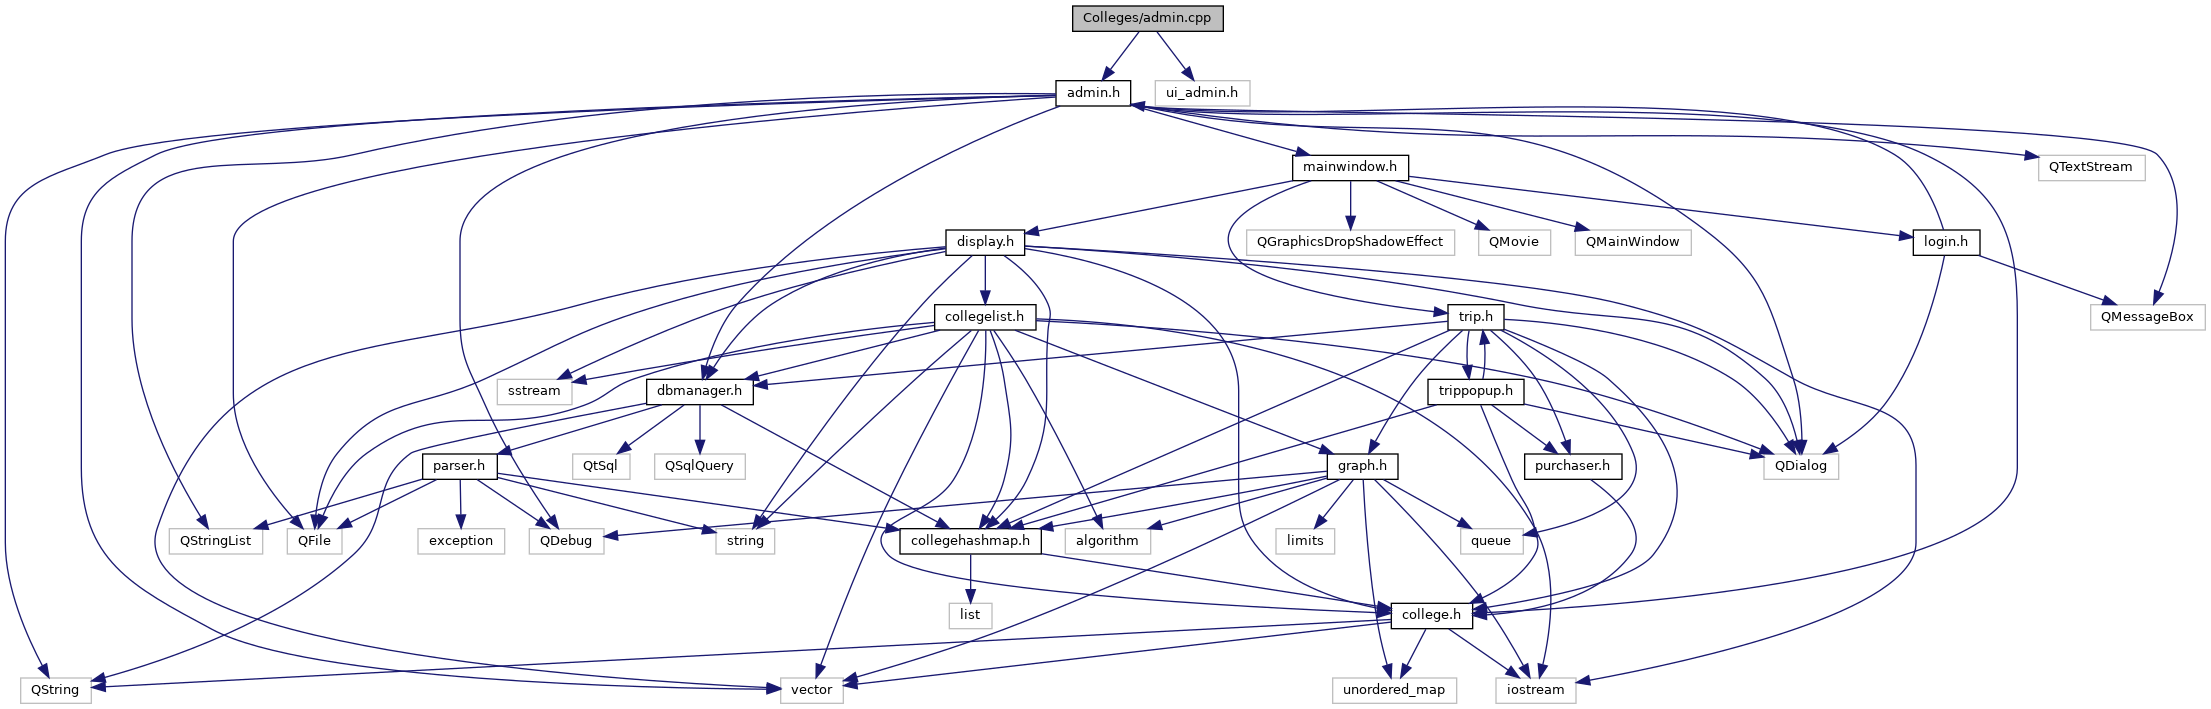 Colleges/admin.cpp
admin.h
ui_admin.h
mainwindow.h
QTextStream
display.h
QGraphicsDropShadowEffect
QMovie
QMainWindow
login.h
collegelist.h
trip.h
QMessageBox
sstream
dbmanager.h
trippopup.h
parser.h
QtSql
QSqlQuery
graph.h
purchaser.h
QDialog
QStringList
QFile
exception
QDebug
string
collegehashmap.h
algorithm
limits
queue
list
college.h
QString
vector
unordered_map
iostream